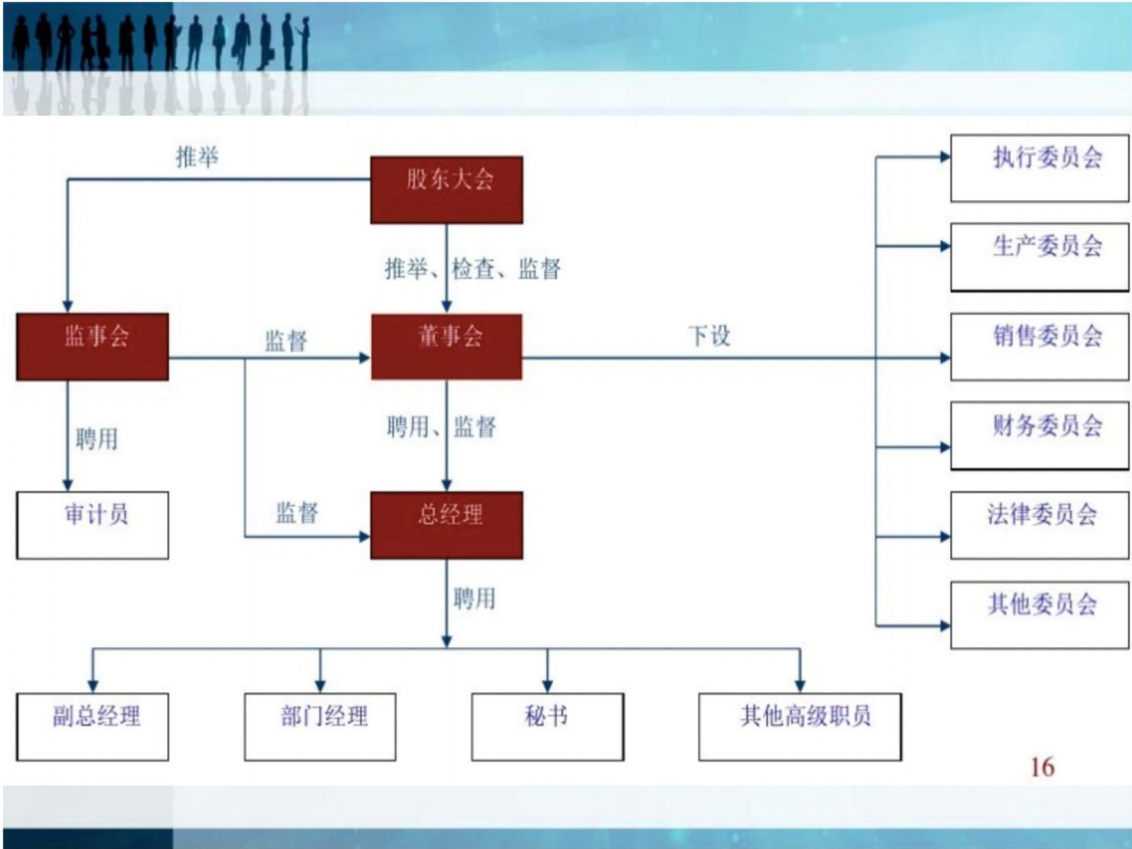 推举
股东大会
执行委员会
推举、检查、监督
生产委员会
监事会
监督
董事会
下设
销售委员会
聘用
聘用、监督
财务委员会
审计员
监督
总经理
法律委员会
聘用
其他委员会
副总经理
部门经理
秘书
其他高级职员
16